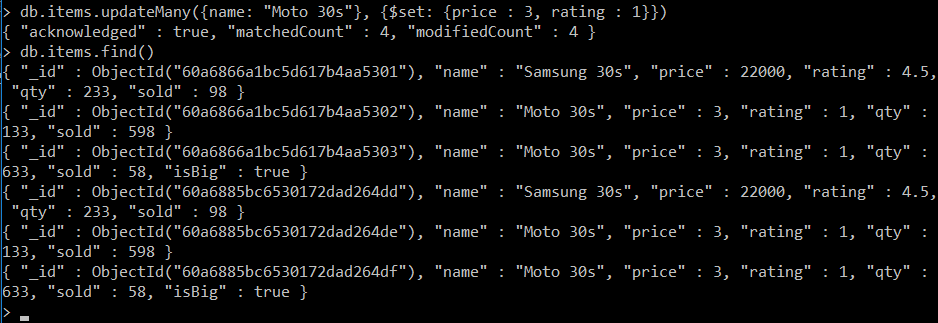 > db.items.updateMany({name: "Moto 30s"}, {$set: {price : 3, rating : 1}})
{ "acknowledged" : true, "matchedCount" : 4, "modifiedCount" : 4 }
> db.items.find()
{ "_id" : ObjectId("60a6866a1bc5d617b4aa5301"), "name" : "Samsung 30s", "price" : 22000, "rating" : 4.5,
 "qty" : 233, "sold" : 98 }
{ "_id" : ObjectId("60a6866a1bc5d617b4aa5302"), "name" : "Moto 30s", "price" : 3, "rating" : 1, "qty" :
133, "sold" : 598 }
{ "_id" : ObjectId("60a6866a1bc5d617b4aa5303"), "name" : "Moto 30s", "price" : 3, "rating" : 1, "qty" :
633, "sold" : 58, "isBig" : true }
{ "_id" : ObjectId("60a6885bc6530172dad264dd"), "name" : "Samsung 30s", "price" : 22000, "rating" : 4.5,
 "qty" : 233, "sold" : 98 }
{ "_id" : ObjectId("60a6885bc6530172dad264de"), "name" : "Moto 30s", "price" : 3, "rating" : 1, "qty" :
133, "sold" : 598 }
{ "_id" : ObjectId("60a6885bc6530172dad264df"), "name" : "Moto 30s", "price" : 3, "rating" : 1, "qty" :
633, "sold" : 58, "isBig" : true }
> _